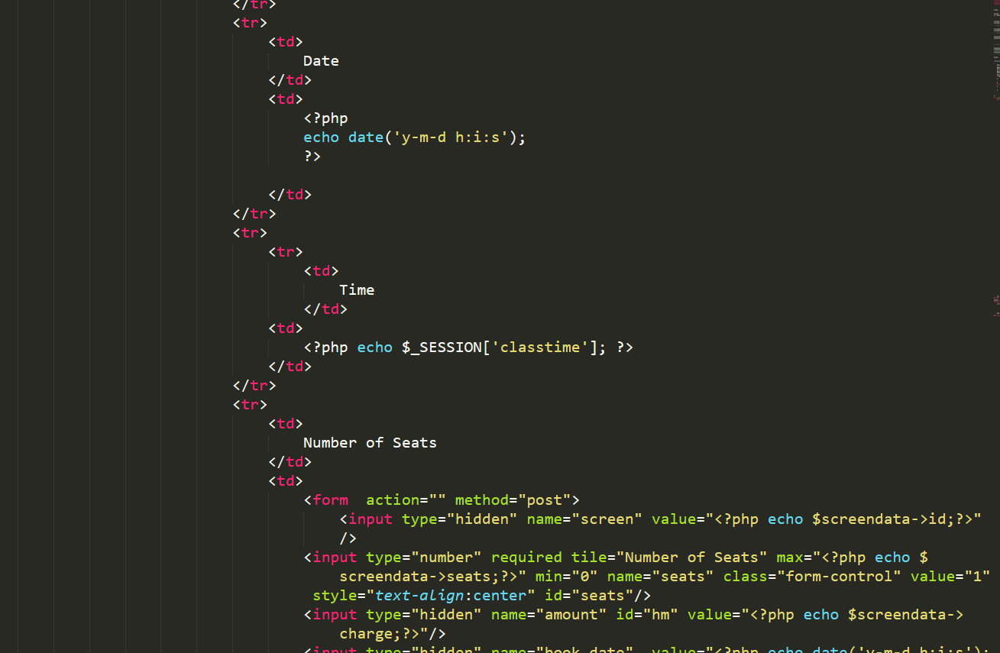 </tr>
<tr>
<td>
Date
</td>
<td>
<?php
echo date('y-m-d h:i:s');
?>
</td>
</tr>
<tr>
<tr>
<td>
Time
</td>
<td>
<?php echo $_SESSION['classtime']; ?>
</td>
</tr>
<tr>
<td>
Number of Seats
</td>
<td>
<form  action="" method="post">
<input type="hidden" name="screen" value="<?php echo $screendata->id;?>"
/>
<input type="number" required tile="Number of Seats" max="<?php echo $
screendata->seats;?>" min="0" name="seats" class="form-control" value="1"
style="text-align:center" id="seats"/>
<input type="hidden" name="amount" id="hm" value="<?php echo $screendata->
charge;?>"/>
<input type="hidden" name="book_date"  value="<?php echo date('y-m-d h:i:s');